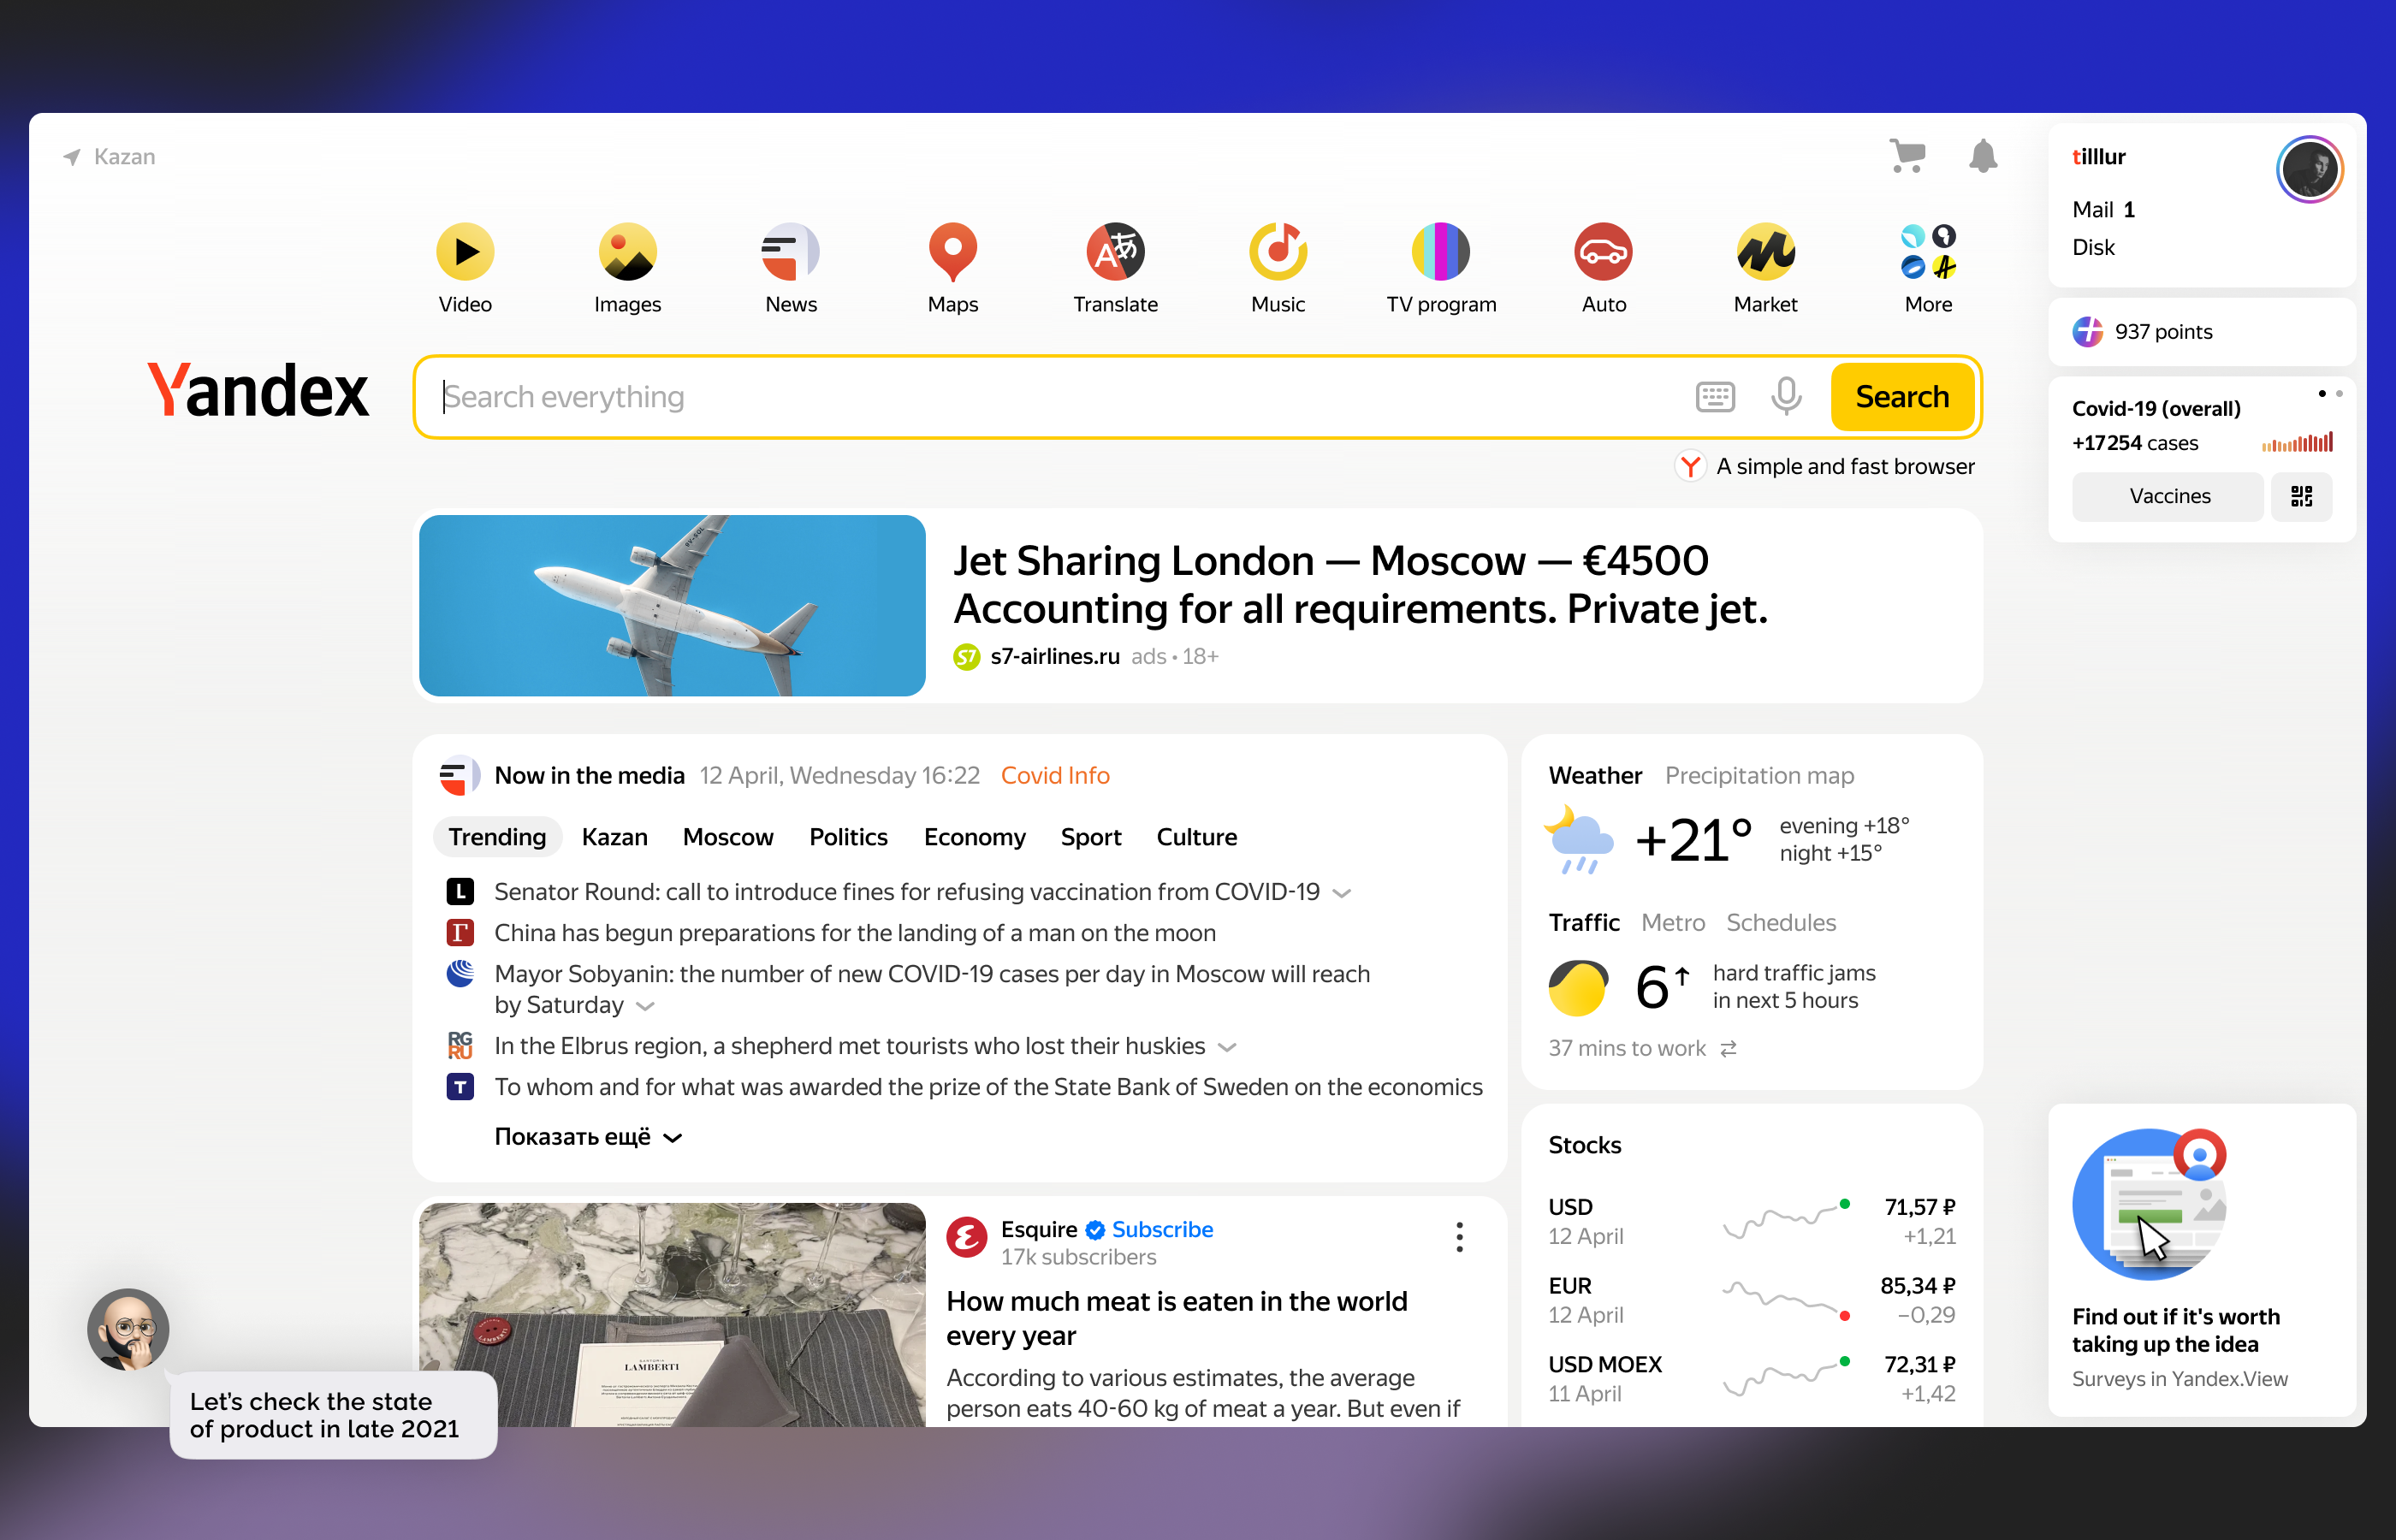 Kazan
tilllur
Mail 1
Disk
Video
Images
News
Maps
Translate
Music
TV program
Auto
Market
More
937 points
Yandex
Search everything
Search
Covid-19 (overall)
+17254 cases
Vaccines
A simple and fast browser
Jet Sharing London — Moscow — €4500
Accounting for all requirements. Private jet.
s7-airlines.ru ads • 18+
Now in the media 12 April, Wednesday 16:22 Covid Info
Trending Kazan Moscow Politics Economy Sport Culture
Senator Round: call to introduce fines for refusing vaccination from COVID-19
China has begun preparations for the landing of a man on the moon
Mayor Sobyanin: the number of new COVID-19 cases per day in Moscow will reach
by Saturday
In the Elbrus region, a shepherd met tourists who lost their huskies
To whom and for what was awarded the prize of the State Bank of Sweden on the economics
Показать ещё
Weather Precipitation map
+21°
evening +18°
night +15°
Traffic Metro Schedules
6↑
hard traffic jams
in next 5 hours
37 mins to work
Stocks
USD 71,57 ₽
12 April +1,21
EUR 85,34 ₽
12 April −0,29
USD MOEX 72,31 ₽
11 April +1,42
LAMBERTI
Esquire Subscribe
17k subscribers
How much meat is eaten in the world
every year
According to various estimates, the average
person eats 40-60 kg of meat a year. But even if
Find out if it's worth
taking up the idea
Surveys in Yandex.View
Let's check the state
of product in late 2021